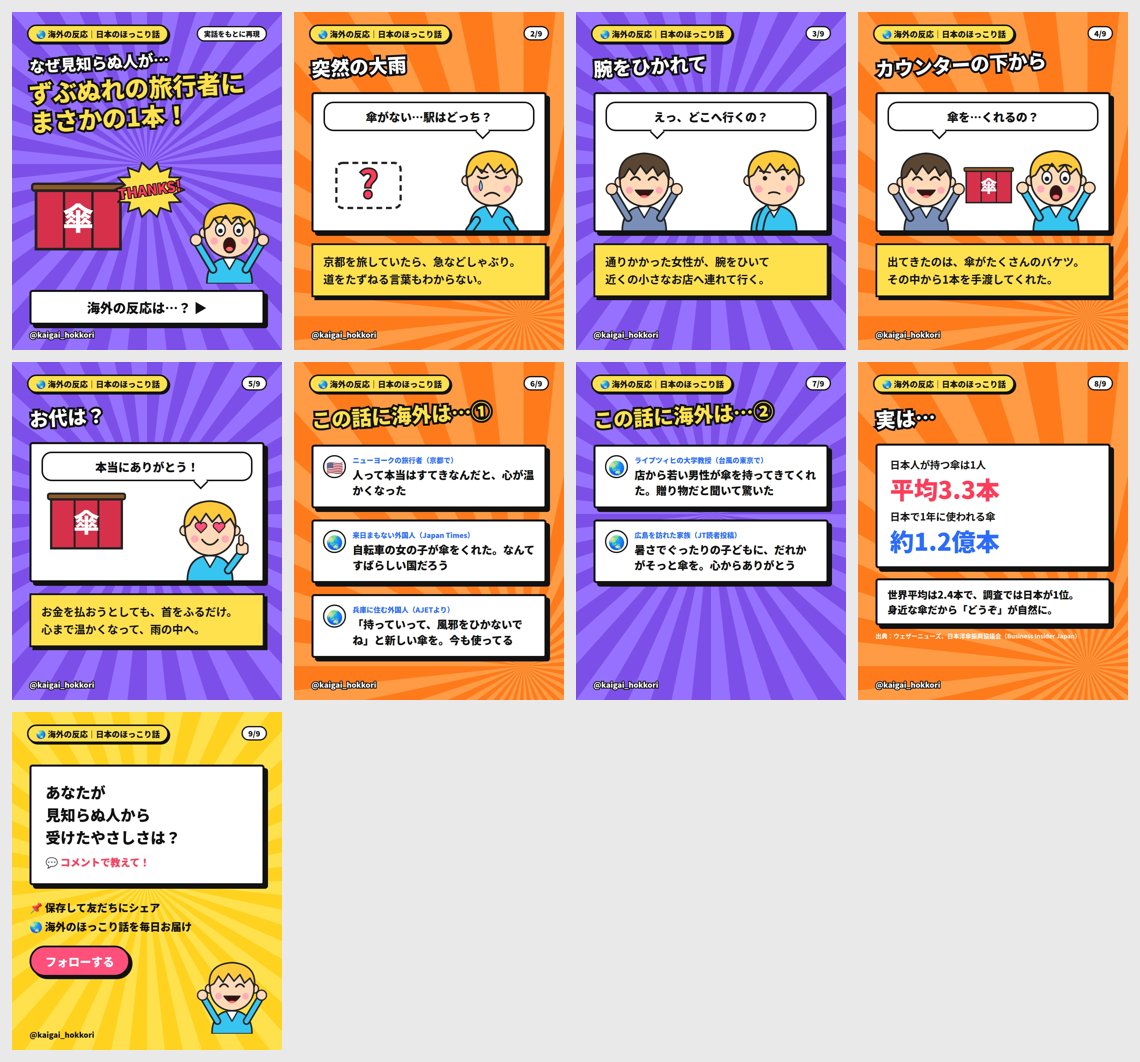 🌏 海外の反応｜日本のほっこり話
実話をもとに再現
なぜ見知らぬ人が…
ずぶぬれの旅行者に
まさかの1本！
THANKS!
傘
海外の反応は…？ ▶
@kaigai_hokkori
🌏 海外の反応｜日本のほっこり話
2/9
突然の大雨
傘がない…駅はどっち？
?
京都を旅していたら、急などしゃぶり。
道をたずねる言葉もわからない。
@kaigai_hokkori
🌏 海外の反応｜日本のほっこり話
3/9
腕をひかれて
えっ、どこへ行くの？
通りかかった女性が、腕をひいて
近くの小さなお店へ連れて行く。
@kaigai_hokkori
🌏 海外の反応｜日本のほっこり話
4/9
カウンターの下から
傘を…くれるの？
傘
出てきたのは、傘がたくさんのバケツ。
その中から1本を手渡してくれた。
@kaigai_hokkori
🌏 海外の反応｜日本のほっこり話
5/9
お代は？
本当にありがとう！
傘
お金を払おうとしても、首をふるだけ。
心まで温かくなって、雨の中へ。
@kaigai_hokkori
🌏 海外の反応｜日本のほっこり話
6/9
この話に海外は…①
ニューヨークの旅行者（京都で）
人って本当はすてきなんだと、心が温
かくなった
来日まもない外国人（Japan Times）
自転車の女の子が傘をくれた。なんて
すばらしい国だろう
兵庫に住む外国人（AJETより）
「持っていって、風邪をひかないで
ね」と新しい傘を。今も使ってる
@kaigai_hokkori
🌏 海外の反応｜日本のほっこり話
7/9
この話に海外は…②
ライプツィヒの大学教授（台風の東京で）
店から若い男性が傘を持ってきてくれ
た。贈り物だと聞いて驚いた
広島を訪れた家族（JT読者投稿）
暑さでぐったりの子どもに、だれか
がそっと傘を。心からありがとう
@kaigai_hokkori
🌏 海外の反応｜日本のほっこり話
8/9
実は…
日本人が持つ傘は1人
平均3.3本
日本で1年に使われる傘
約1.2億本
世界平均は2.4本で、調査では日本が1位。
身近な傘だから「どうぞ」が自然に。
出典：ウェザーニューズ、日本洋傘振興協議会（Business Insider Japan）
@kaigai_hokkori
🌏 海外の反応｜日本のほっこり話
9/9
あなたが
見知らぬ人から
受けたやさしさは？
💬 コメントで教えて！
📌 保存して友だちにシェア
🌏 海外のほっこり話を毎日お届け
フォローする
@kaigai_hokkori